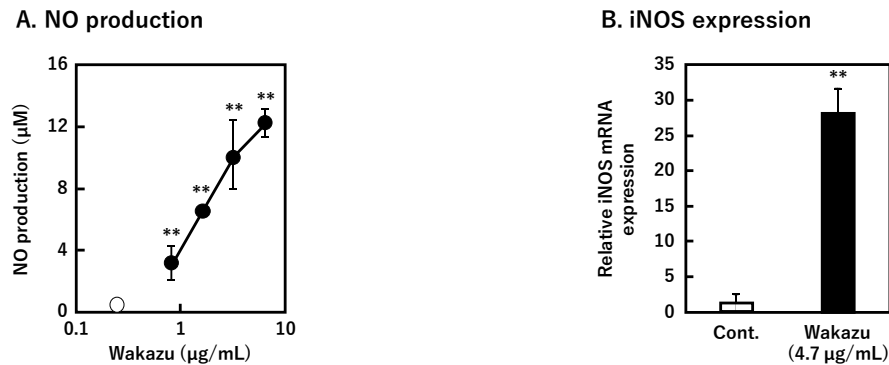 A. NO production
16
12
8
4
0
NO production (µM)
**
**
**
**
0.1
1
10
Wakazu (µg/mL)
B. iNOS expression
35
30
25
20
15
10
5
0
Relative iNOS mRNA
expression
**
Cont.
Wakazu
(4.7 µg/mL)